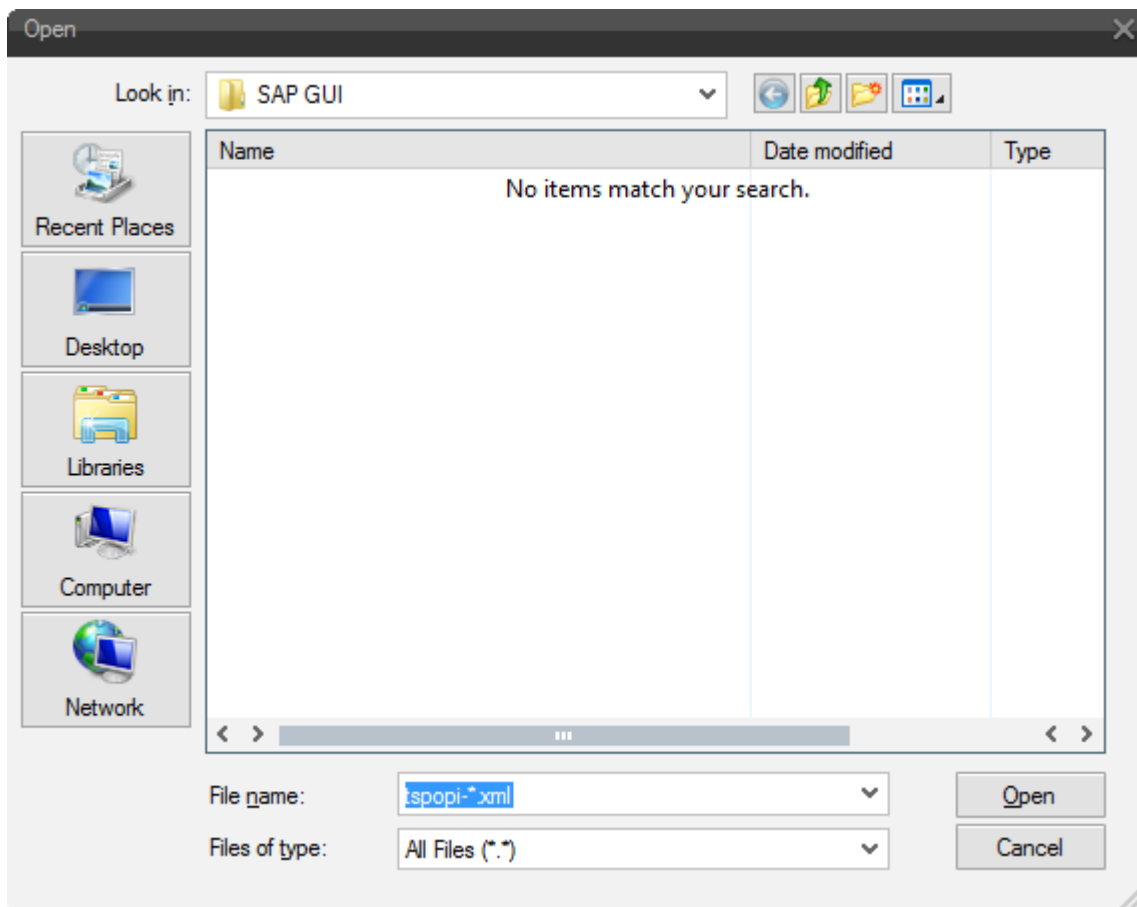 Open
Look in:
SAP GUI
Name
Date modified
Type
No items match your search.
Recent Places
Desktop
Libraries
Computer
Network
File name:
tspopi-*.xml
Open
Files of type:
All Files (*.*)
Cancel